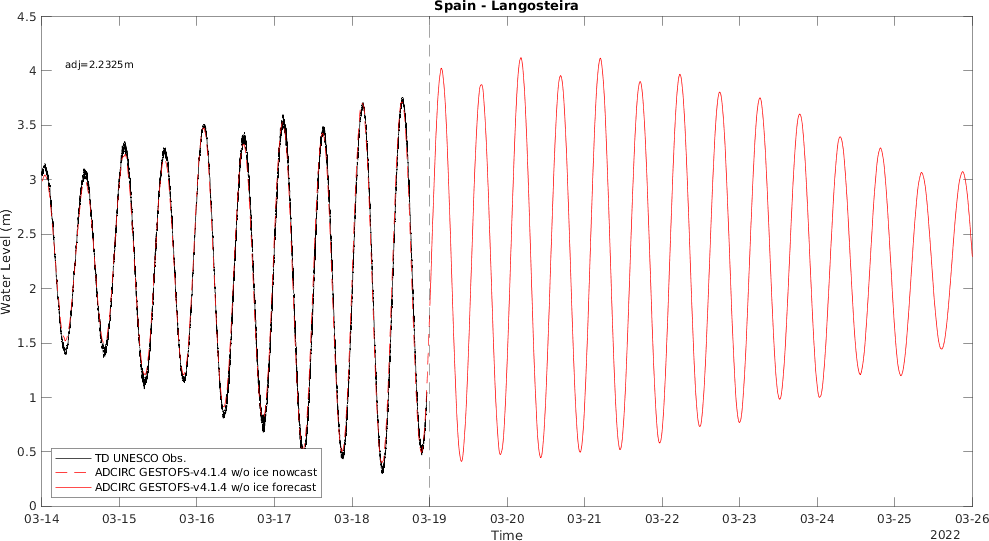 Spain - Langosteira
4.5
4
3.5
3
2.5
2
1.5
1
0.5
0
Water Level (m)
adj=2.2325m
TD UNESCO Obs.
ADCIRC GESTOFS-v4.1.4 w/o ice nowcast
ADCIRC GESTOFS-v4.1.4 w/o ice forecast
03-14 03-15 03-16 03-17 03-18 03-19 03-20 03-21 03-22 03-23 03-24 03-25 03-26
Time
2022